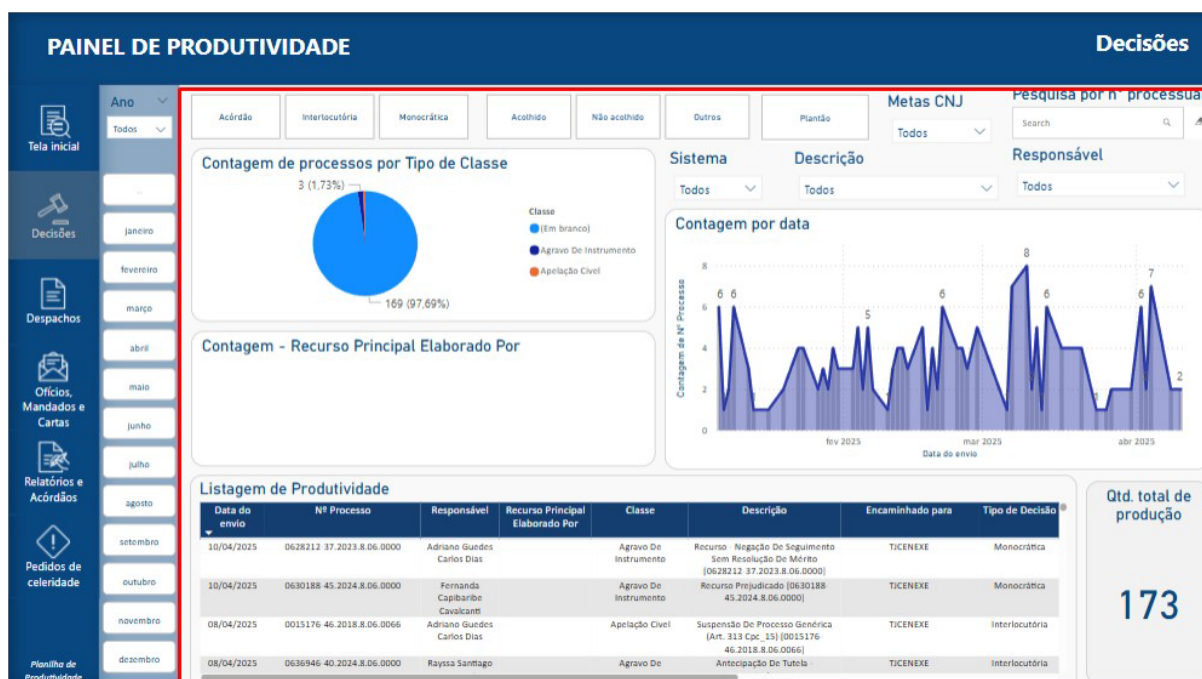 PAINEL DE PRODUTIVIDADE
Decisões
Tela inicial
Decisões
Despachos
Ofícios,
Mandados e
Cartas
Relatórios e
Acórdãos
Pedidos de
celeridade
Planilha de
Produtividade
Ano
Todos
...
janeiro
fevereiro
março
abril
maio
junho
julho
agosto
setembro
outubro
novembro
dezembro
Acórdão
Interlocutória
Monocrática
Acolhido
Não acolhido
Outros
Plantão
Metas CNJ
Todos
Pesquisa por n° processua
Search
Sistema
Todos
Descrição
Todos
Responsável
Todos
Contagem de processos por Tipo de Classe
3 (1,73%)
169 (97,69%)
Classe
(Em branco)
Agravo De Instrumento
Apelação Cível
Contagem - Recurso Principal Elaborado Por
Contagem por data
Contagem de Nº Processo
8
6
4
2
0
6 6
1
5
1
6
8
6
1
6
7
2
fev 2025
mar 2025
abr 2025
Data do envio
Listagem de Produtividade
Data do envio Nº Processo Responsável Recurso Principal Elaborado Por Classe Descrição Encaminhado para Tipo de Decisão
10/04/2025 0628212 37.2023.8.06.0000 Adriano Guedes Carlos Dias Agravo De Instrumento Recurso - Negação De Seguimento Sem Resolução De Mérito |0628212 37.2023.8.06.0000| TJCENEXE Monocrática
10/04/2025 0630188 45.2024.8.06.0000 Fernanda Capibaribe Cavalcanti Agravo De Instrumento Recurso Prejudicado |0630188 45.2024.8.06.0000| TJCENEXE Monocrática
08/04/2025 0015176 46.2018.8.06.0066 Adriano Guedes Carlos Dias Apelação Cível Suspensão De Processo Genérica (Art. 313 Cpc_15) |0015176 46.2018.8.06.0066| TJCENEXE Interlocutória
08/04/2025 0636946 40.2024.8.06.0000 Rayssa Santiago Agravo De Antecipação De Tutela - TJCENEXE Interlocutória
Qtd. total de
produção
173